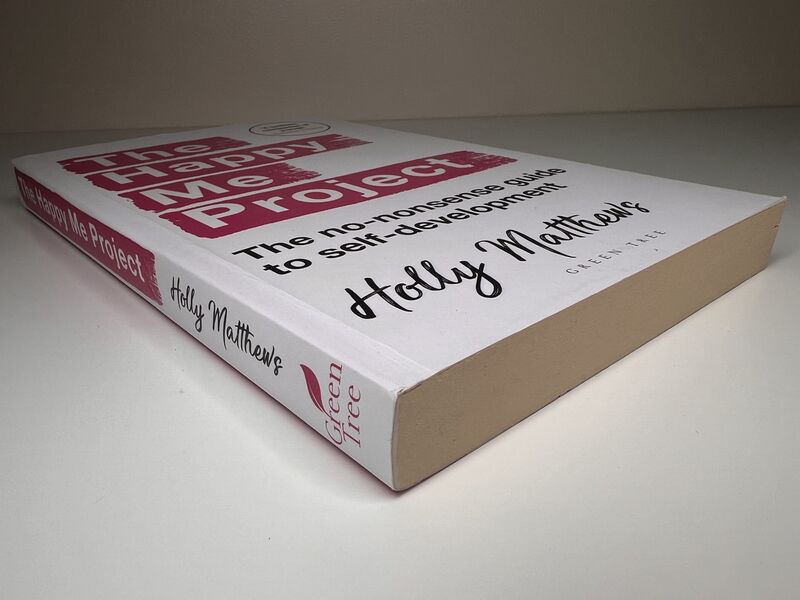 The
Happy
Me
Project
The no-nonsense guide
to self-development
Holly Matthews
GREEN TREE
The Happy Me Project
Holly Matthews
Green
Tree